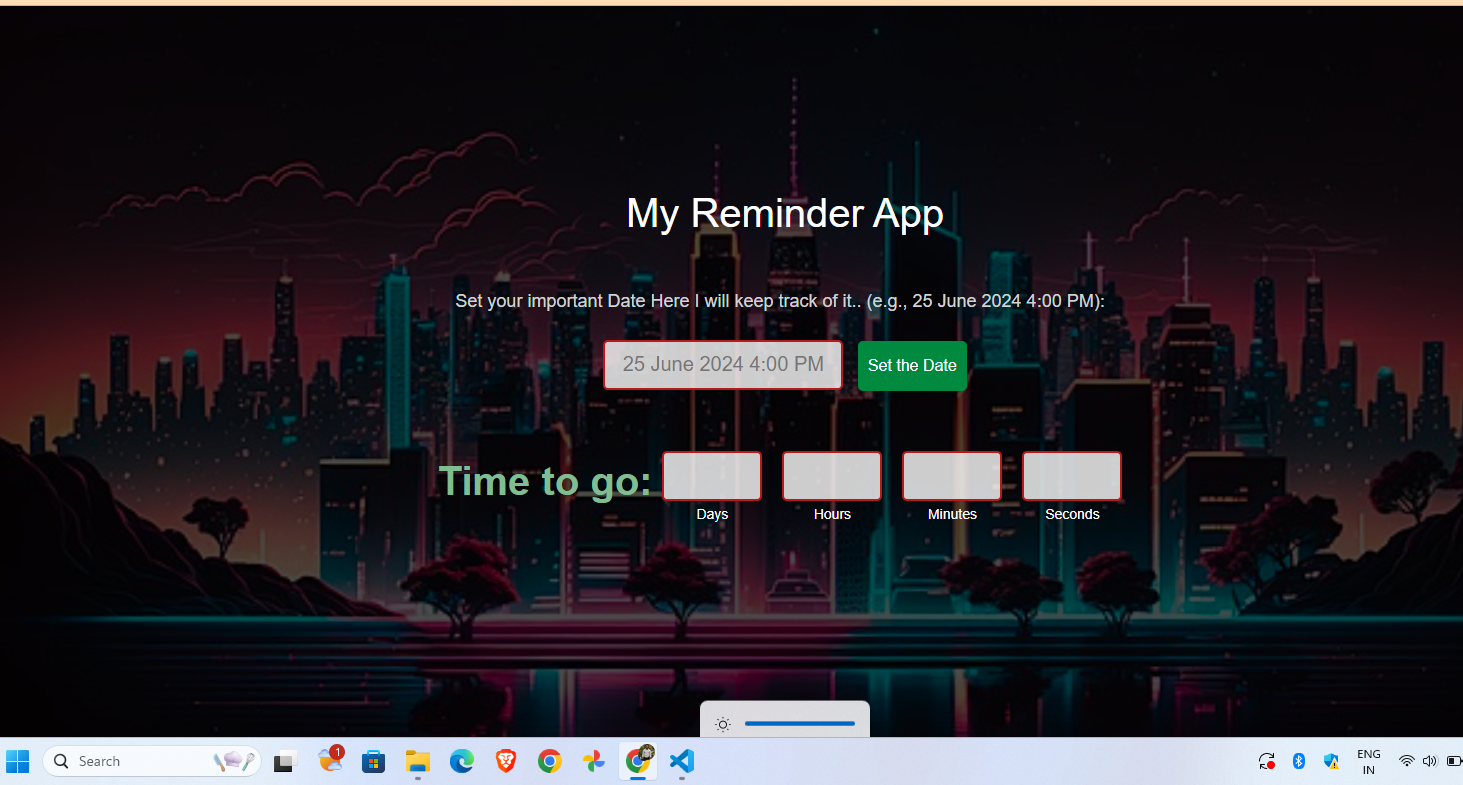 My Reminder App
Set your important Date Here I will keep track of it.. (e.g., 25 June 2024 4:00 PM):
25 June 2024 4:00 PM
Set the Date
Time to go:
Days
Hours
Minutes
Seconds
Search
1
ENG
IN